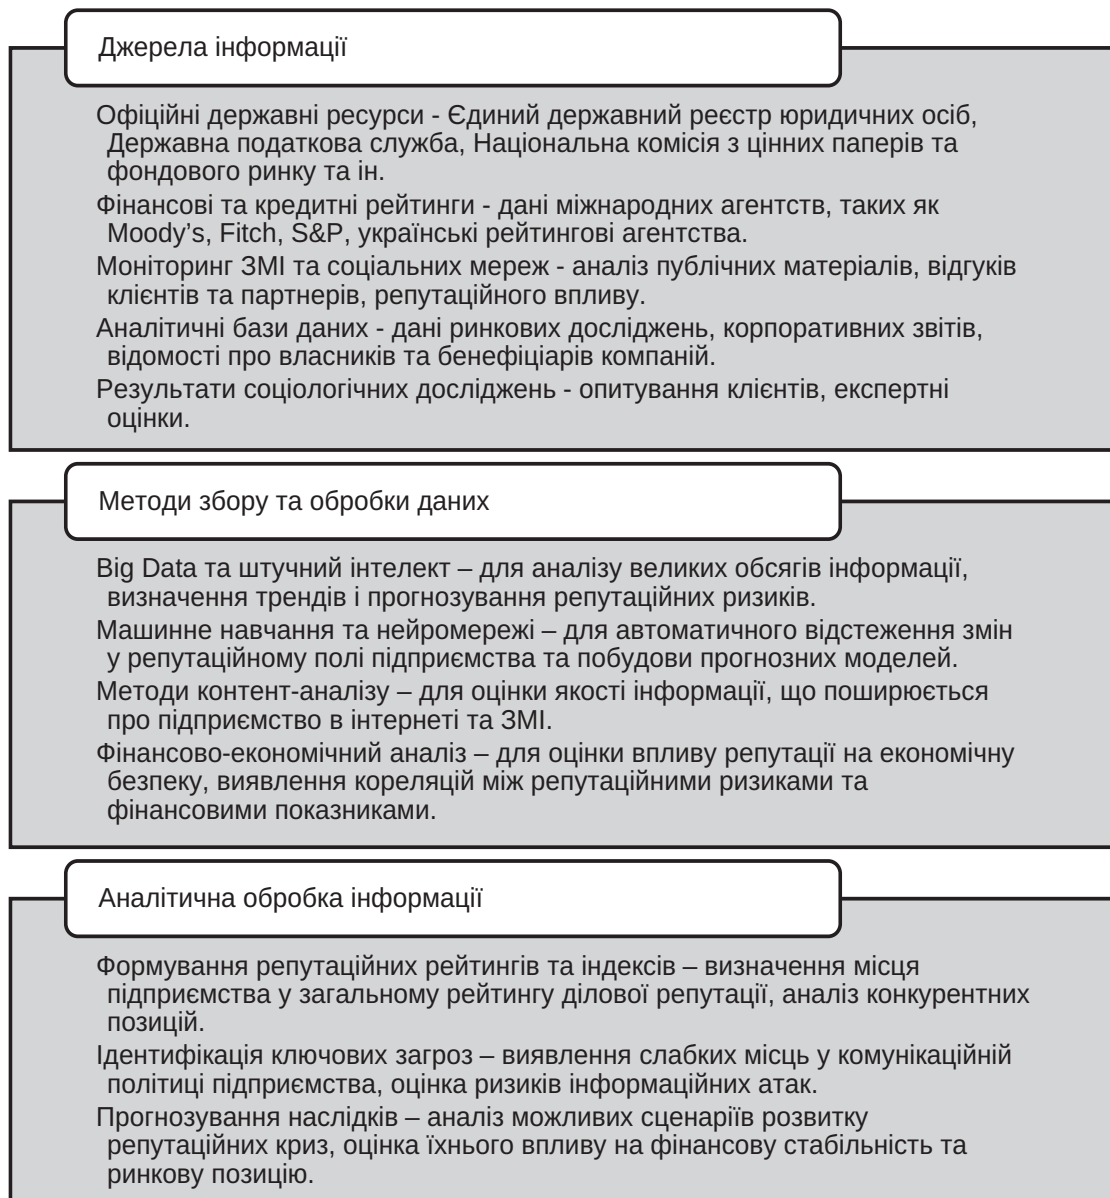 Джерела інформації
Офіційні державні ресурси - Єдиний державний реєстр юридичних осіб,
Державна податкова служба, Національна комісія з цінних паперів та
фондового ринку та ін.
Фінансові та кредитні рейтинги - дані міжнародних агентств, таких як
Moody's, Fitch, S&P, українські рейтингові агентства.
Моніторинг ЗМІ та соціальних мереж - аналіз публічних матеріалів, відгуків
клієнтів та партнерів, репутаційного впливу.
Аналітичні бази даних - дані ринкових досліджень, корпоративних звітів,
відомості про власників та бенефіціарів компаній.
Результати соціологічних досліджень - опитування клієнтів, експертні
оцінки.
Методи збору та обробки даних
Big Data та штучний інтелект – для аналізу великих обсягів інформації,
визначення трендів і прогнозування репутаційних ризиків.
Машинне навчання та нейромережі – для автоматичного відстеження змін
у репутаційному полі підприємства та побудови прогнозних моделей.
Методи контент-аналізу – для оцінки якості інформації, що поширюється
про підприємство в інтернеті та ЗМІ.
Фінансово-економічний аналіз – для оцінки впливу репутації на економічну
безпеку, виявлення кореляцій між репутаційними ризиками та
фінансовими показниками.
Аналітична обробка інформації
Формування репутаційних рейтингів та індексів – визначення місця
підприємства у загальному рейтингу ділової репутації, аналіз конкурентних
позицій.
Ідентифікація ключових загроз – виявлення слабких місць у комунікаційній
політиці підприємства, оцінка ризиків інформаційних атак.
Прогнозування наслідків – аналіз можливих сценаріїв розвитку
репутаційних криз, оцінка їхнього впливу на фінансову стабільність та
ринкову позицію.